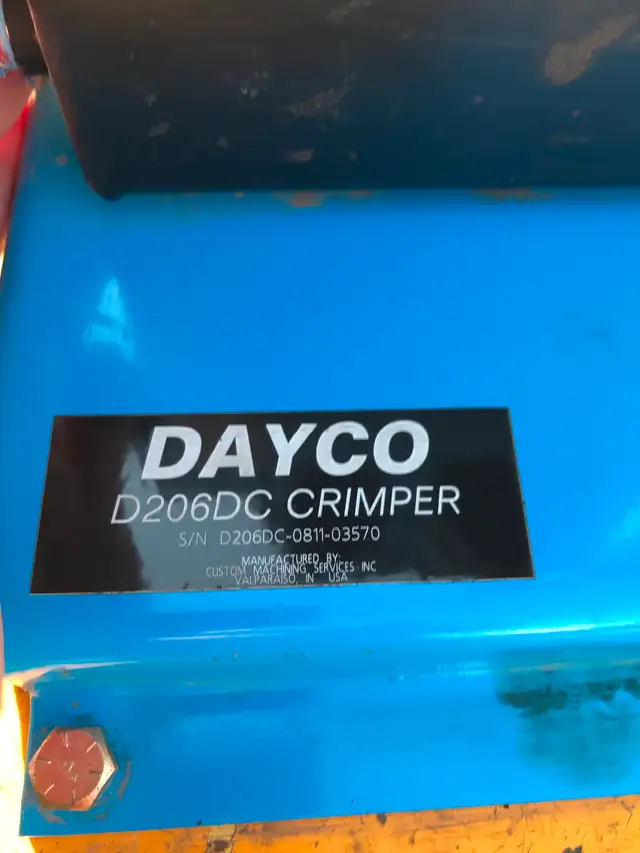 DAYCO
D206DC CRIMPER
S/N D206DC-0811-03570
MANUFACTURED BY:
CUSTOM MACHINING SERVICES INC
VALPARAISO, IN USA